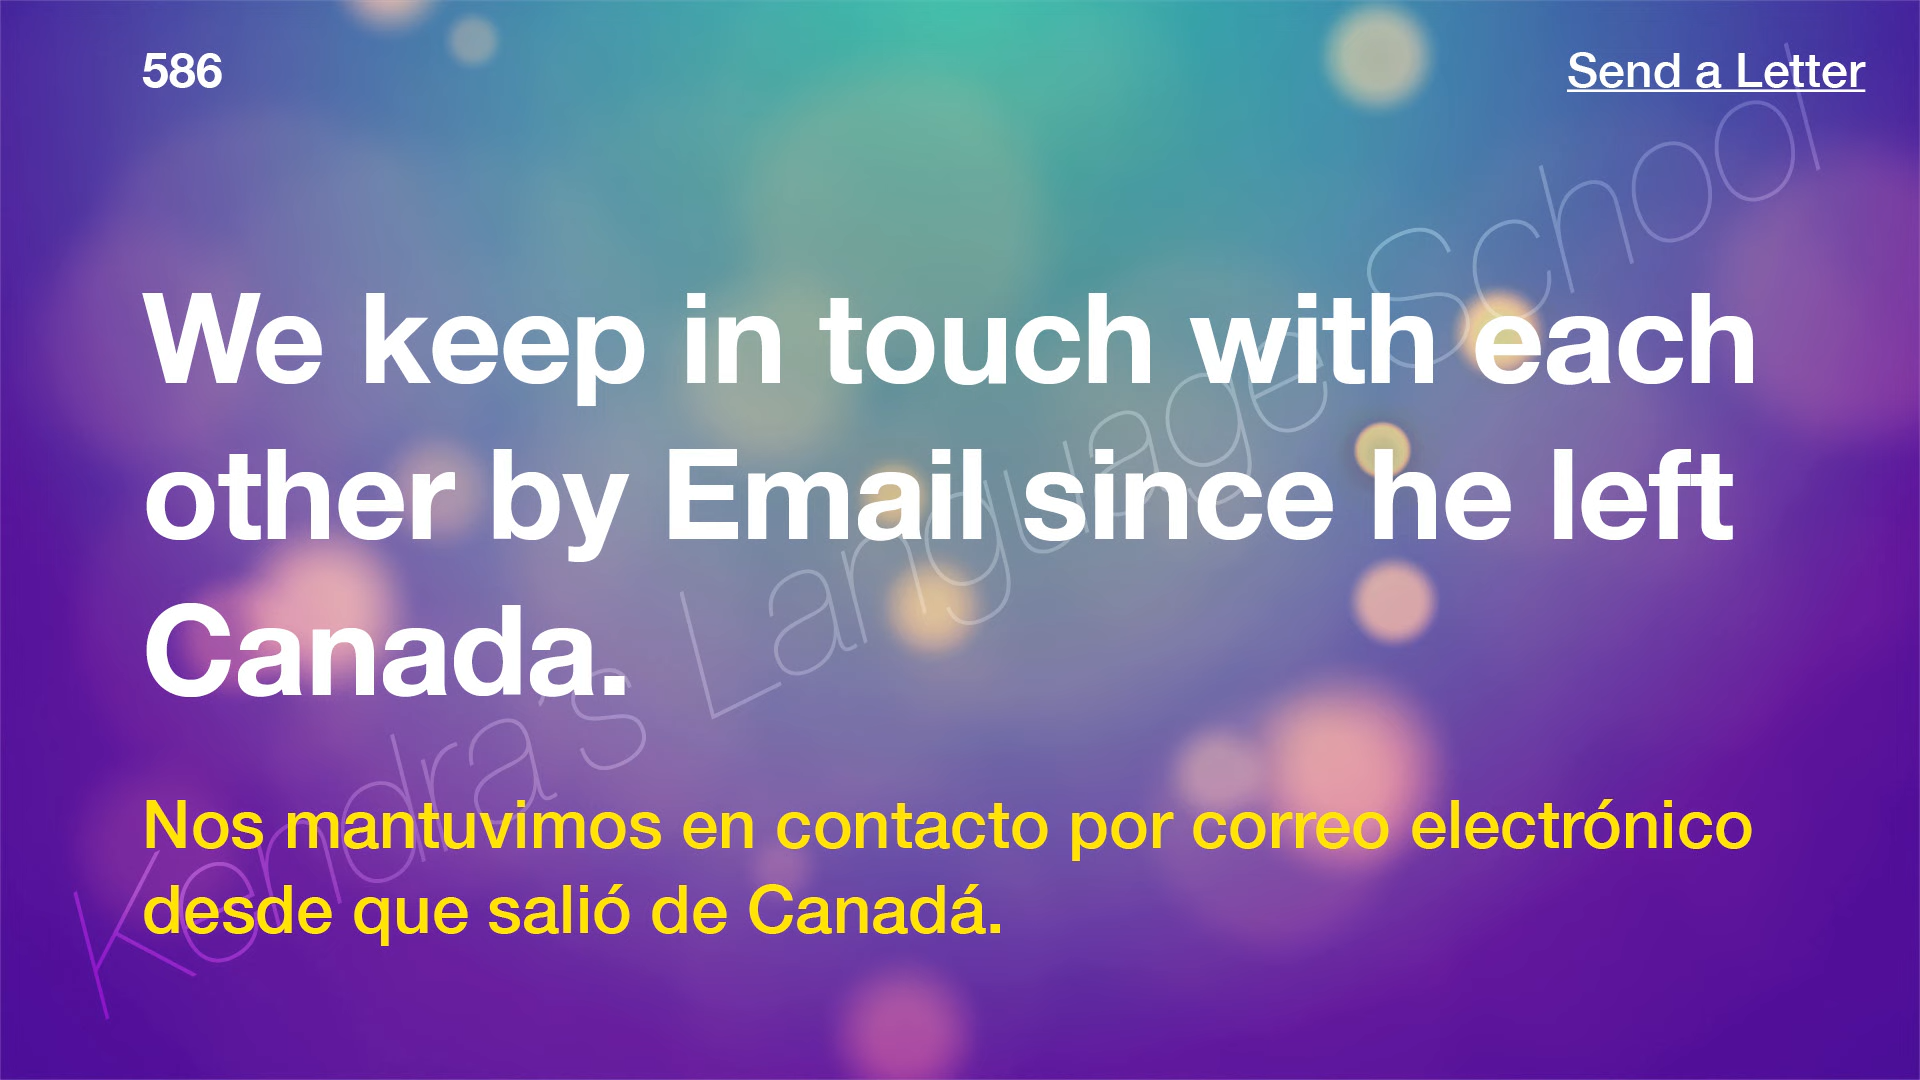 586
Send a Letter
We keep in touch with each
other by Email since he left
Canada.
Nos mantuvimos en contacto por correo electrónico
desde que salió de Canadá.
Kendra's Language School